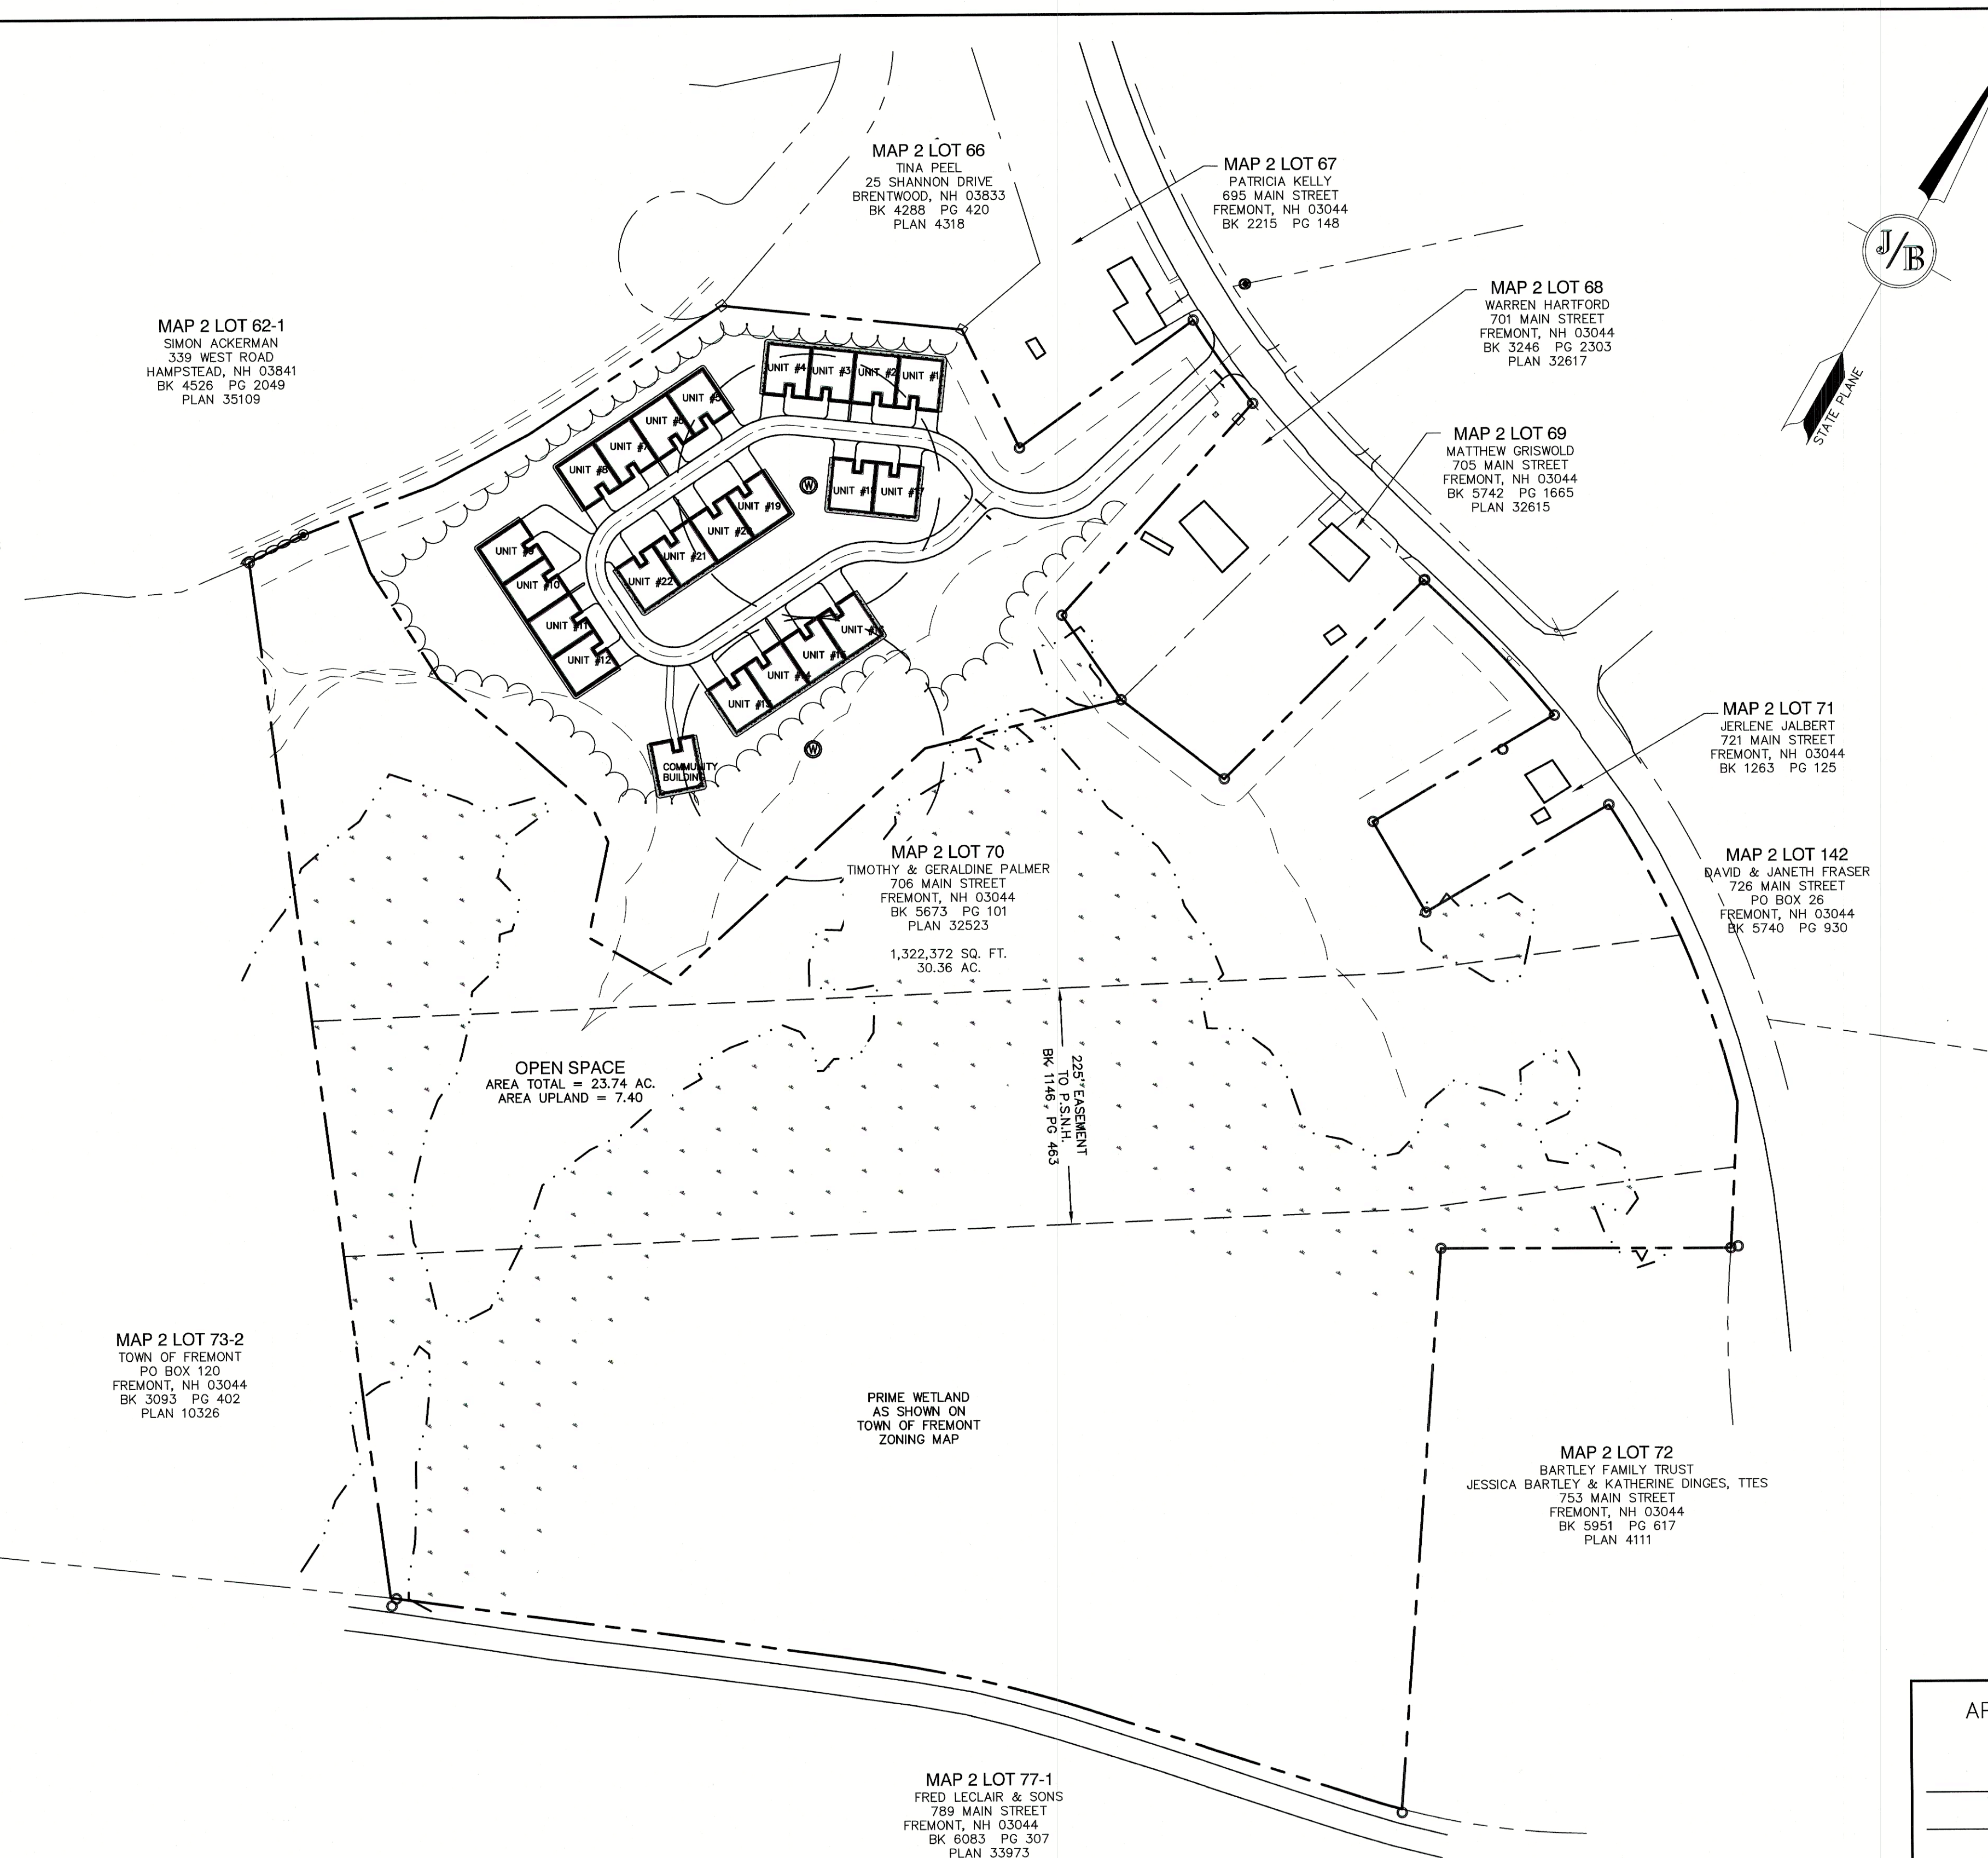 MAP 2 LOT 66
TINA PEEL
25 SHANNON DRIVE
BRENTWOOD, NH 03833
BK 4288 PG 420
PLAN 4318
MAP 2 LOT 67
PATRICIA KELLY
695 MAIN STREET
FREMONT, NH 03044
BK 2215 PG 148
J/B
STATE PLANE
MAP 2 LOT 68
WARREN HARTFORD
701 MAIN STREET
FREMONT, NH 03044
BK 3246 PG 2303
PLAN 32617
MAP 2 LOT 62-1
SIMON ACKERMAN
339 WEST ROAD
HAMPSTEAD, NH 03841
BK 4526 PG 2049
PLAN 35109
MAP 2 LOT 69
MATTHEW GRISWOLD
705 MAIN STREET
FREMONT, NH 03044
BK 5742 PG 1665
PLAN 32615
UNIT #4
UNIT #3
UNIT #2
UNIT #1
UNIT #5
UNIT #6
UNIT #7
UNIT #8
UNIT #9
UNIT #10
UNIT #11
UNIT #12
UNIT #18
UNIT #17
UNIT #19
UNIT #20
UNIT #21
UNIT #22
UNIT #16
UNIT #15
UNIT #14
UNIT #13
W
W
COMMUNITY
BUILDING
MAP 2 LOT 71
JERLENE JALBERT
721 MAIN STREET
FREMONT, NH 03044
BK 1263 PG 125
MAP 2 LOT 70
TIMOTHY & GERALDINE PALMER
706 MAIN STREET
FREMONT, NH 03044
BK 5673 PG 101
PLAN 32523
1,322,372 SQ. FT.
30.36 AC.
MAP 2 LOT 142
DAVID & JANETH FRASER
726 MAIN STREET
PO BOX 26
FREMONT, NH 03044
BK 5740 PG 930
OPEN SPACE
AREA TOTAL = 23.74 AC.
AREA UPLAND = 7.40
225' EASEMENT
TO P.S.N.H.
BK 1146, PG 463
MAP 2 LOT 73-2
TOWN OF FREMONT
PO BOX 120
FREMONT, NH 03044
BK 3093 PG 402
PLAN 10326
PRIME WETLAND
AS SHOWN ON
TOWN OF FREMONT
ZONING MAP
MAP 2 LOT 72
BARTLEY FAMILY TRUST
JESSICA BARTLEY & KATHERINE DINGES, TTES
753 MAIN STREET
FREMONT, NH 03044
BK 5951 PG 617
PLAN 4111
MAP 2 LOT 77-1
FRED LECLAIR & SONS
789 MAIN STREET
FREMONT, NH 03044
BK 6083 PG 307
PLAN 33973